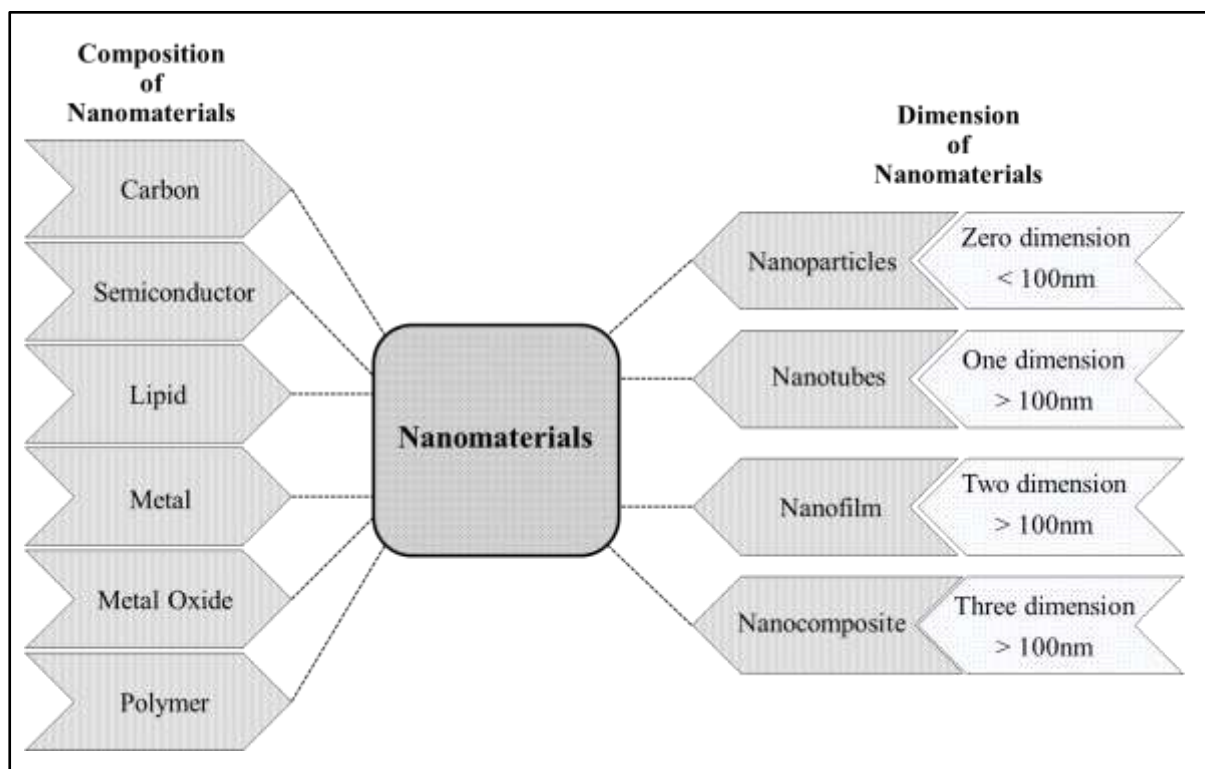 Composition
of
Nanomaterials
Carbon
Semiconductor
Lipid
Metal
Metal Oxide
Polymer
Nanomaterials
Dimension
of
Nanomaterials
Nanoparticles
Zero dimension
< 100nm
Nanotubes
One dimension
> 100nm
Nanofilm
Two dimension
> 100nm
Nanocomposite
Three dimension
> 100nm